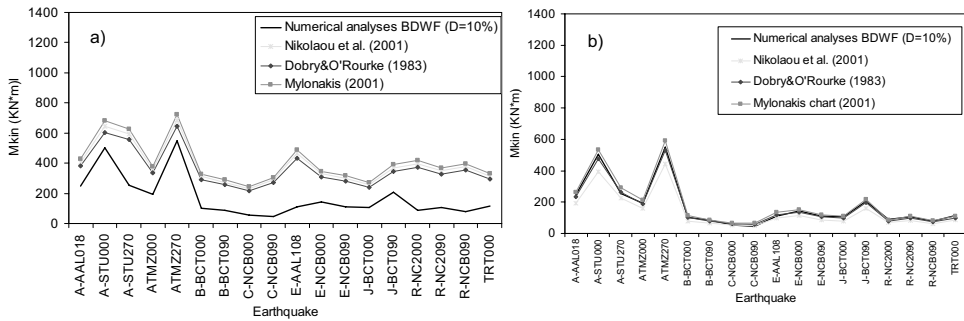 a)
Numerical analyses BDWF (D=10%)
Nikolaou et al. (2001)
Dobry&O'Rourke (1983)
Mylonakis (2001)
Mkin (KN*m)|
1400
1200
1000
800
600
400
200
0
A-AAL018
A-STU000
A-STU270
ATMZ000
ATMZ270
B-BCT000
B-BCT090
C-NCB000
C-NCB090
E-AAL108
E-NCB000
E-NCB090
J-BCT000
J-BCT090
R-NC2000
R-NC2090
R-NCB090
TRT000
Earthquake
b)
Numerical analyses BDWF (D=10%)
Nikolaou et al. (2001)
Dobry&O'Rourke (1983)
Mylonakis chart (2001)
Mkin (KN*m)
1400
1200
1000
800
600
400
200
0
A-AAL018
A-STU000
A-STU270
ATMZ000
ATMZ270
B-BCT000
B-BCT090
C-NCB000
C-NCB090
E-AAL108
E-NCB000
E-NCB090
J-BCT000
J-BCT090
R-NC2000
R-NC2090
R-NCB090
TRT000
Earthquake